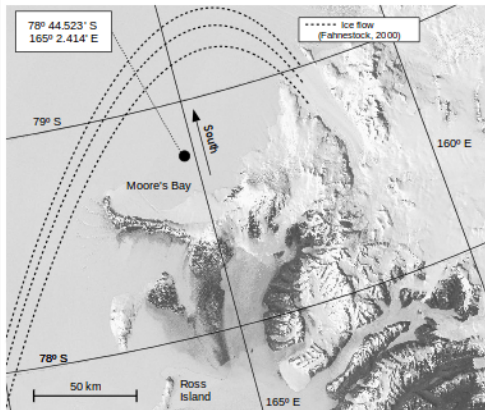 78º 44.523' S
165º 2.414' E
Ice flow
(Fahnestock, 2000)
79º S
South
160º E
Moore's Bay
78º S
50 km
Ross
Island
165º E